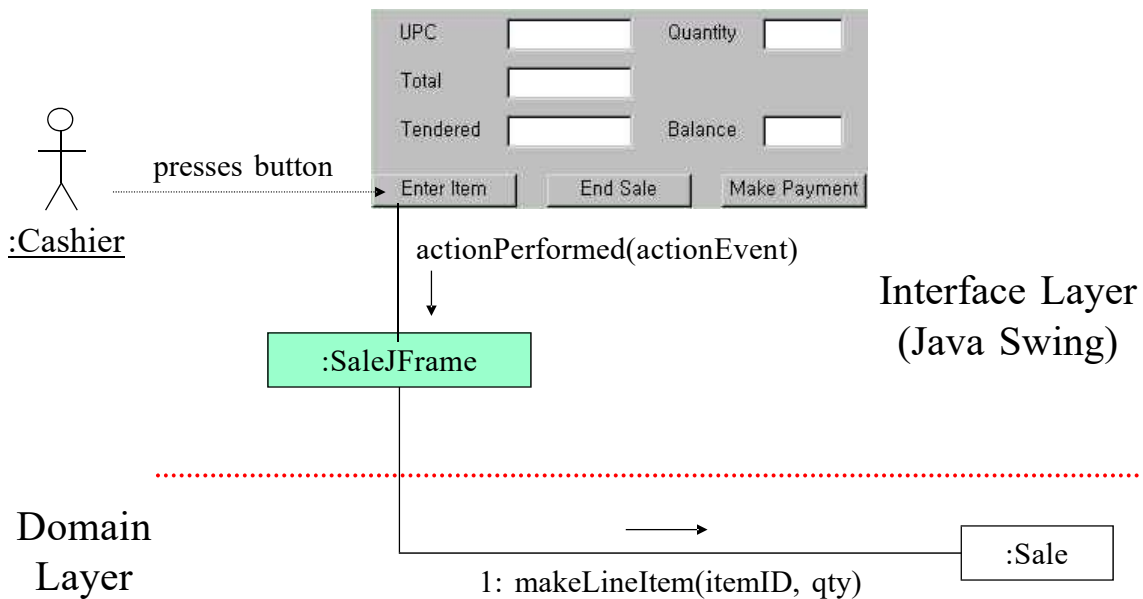 UPC Quantity
Total
Tendered Balance
presses button
Enter Item End Sale Make Payment
:Cashier
actionPerformed(actionEvent)
Interface Layer
(Java Swing)
:SaleJFrame
Domain
Layer
:Sale
1: makeLineItem(itemID, qty)